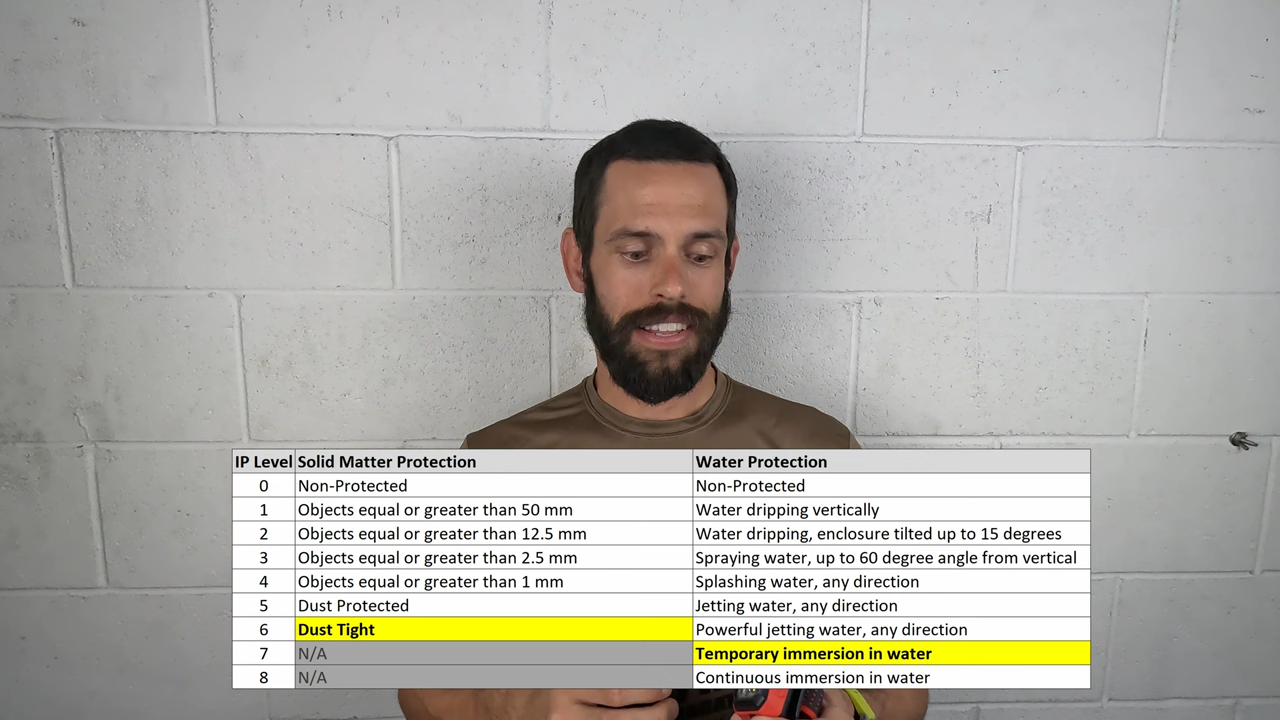 IP Level Solid Matter Protection Water Protection
0 Non-Protected Non-Protected
1 Objects equal or greater than 50 mm Water dripping vertically
2 Objects equal or greater than 12.5 mm Water dripping, enclosure tilted up to 15 degrees
3 Objects equal or greater than 2.5 mm Spraying water, up to 60 degree angle from vertical
4 Objects equal or greater than 1 mm Splashing water, any direction
5 Dust Protected Jetting water, any direction
6 Dust Tight Powerful jetting water, any direction
7 N/A Temporary immersion in water
8 N/A Continuous immersion in water